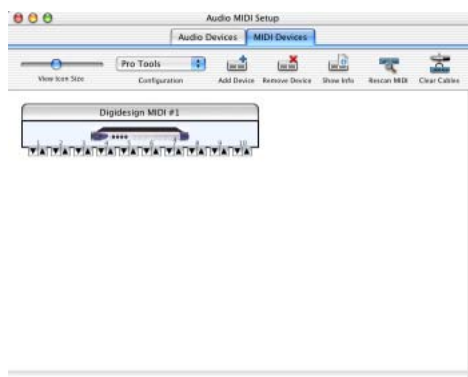 Audio MIDI Setup
Audio Devices MIDI Devices
Pro Tools
View Icon Size Configuration Add Device Remove Device Show Info Rescan MIDI Clear Cables
Digidesign MIDI #1